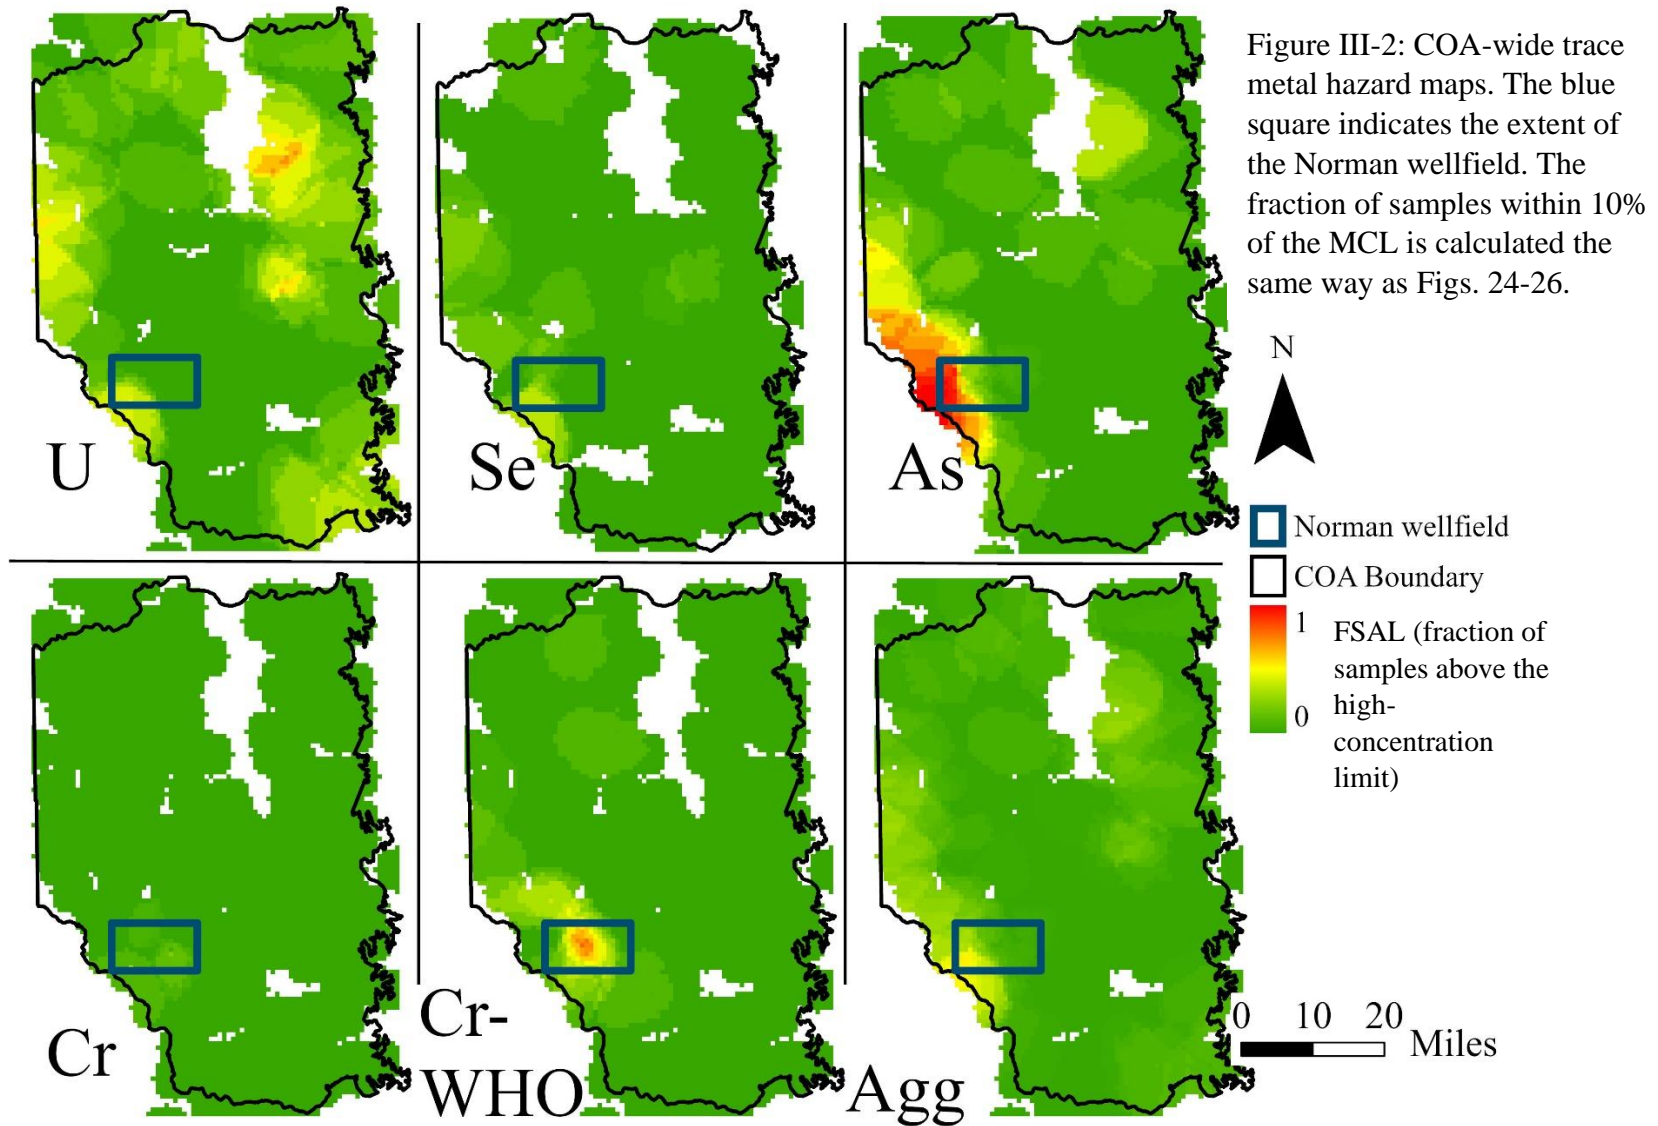 Figure III-2: COA-wide trace
metal hazard maps. The blue
square indicates the extent of
the Norman wellfield. The
fraction of samples within 10%
of the MCL is calculated the
same way as Figs. 24-26.
N
Norman wellfield
COA Boundary
1
0
FSAL (fraction of
samples above the
high-
concentration
limit)
U
Se
As
Cr
Cr-
WHO
Agg
0 10 20
Miles